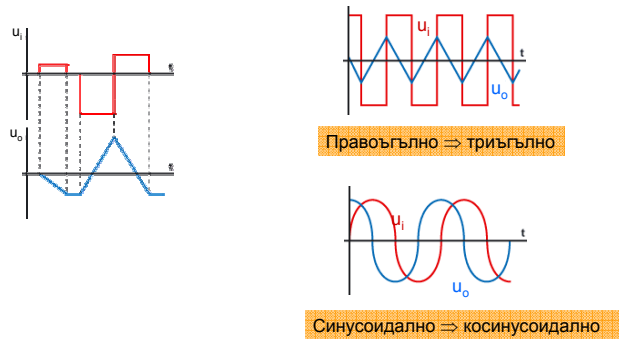 uᵢ
t
uₒ
t
uᵢ
t
uₒ
Правоъгълно ⇒ триъгълно
uᵢ
t
uₒ
Синусоидално ⇒ косинусоидално